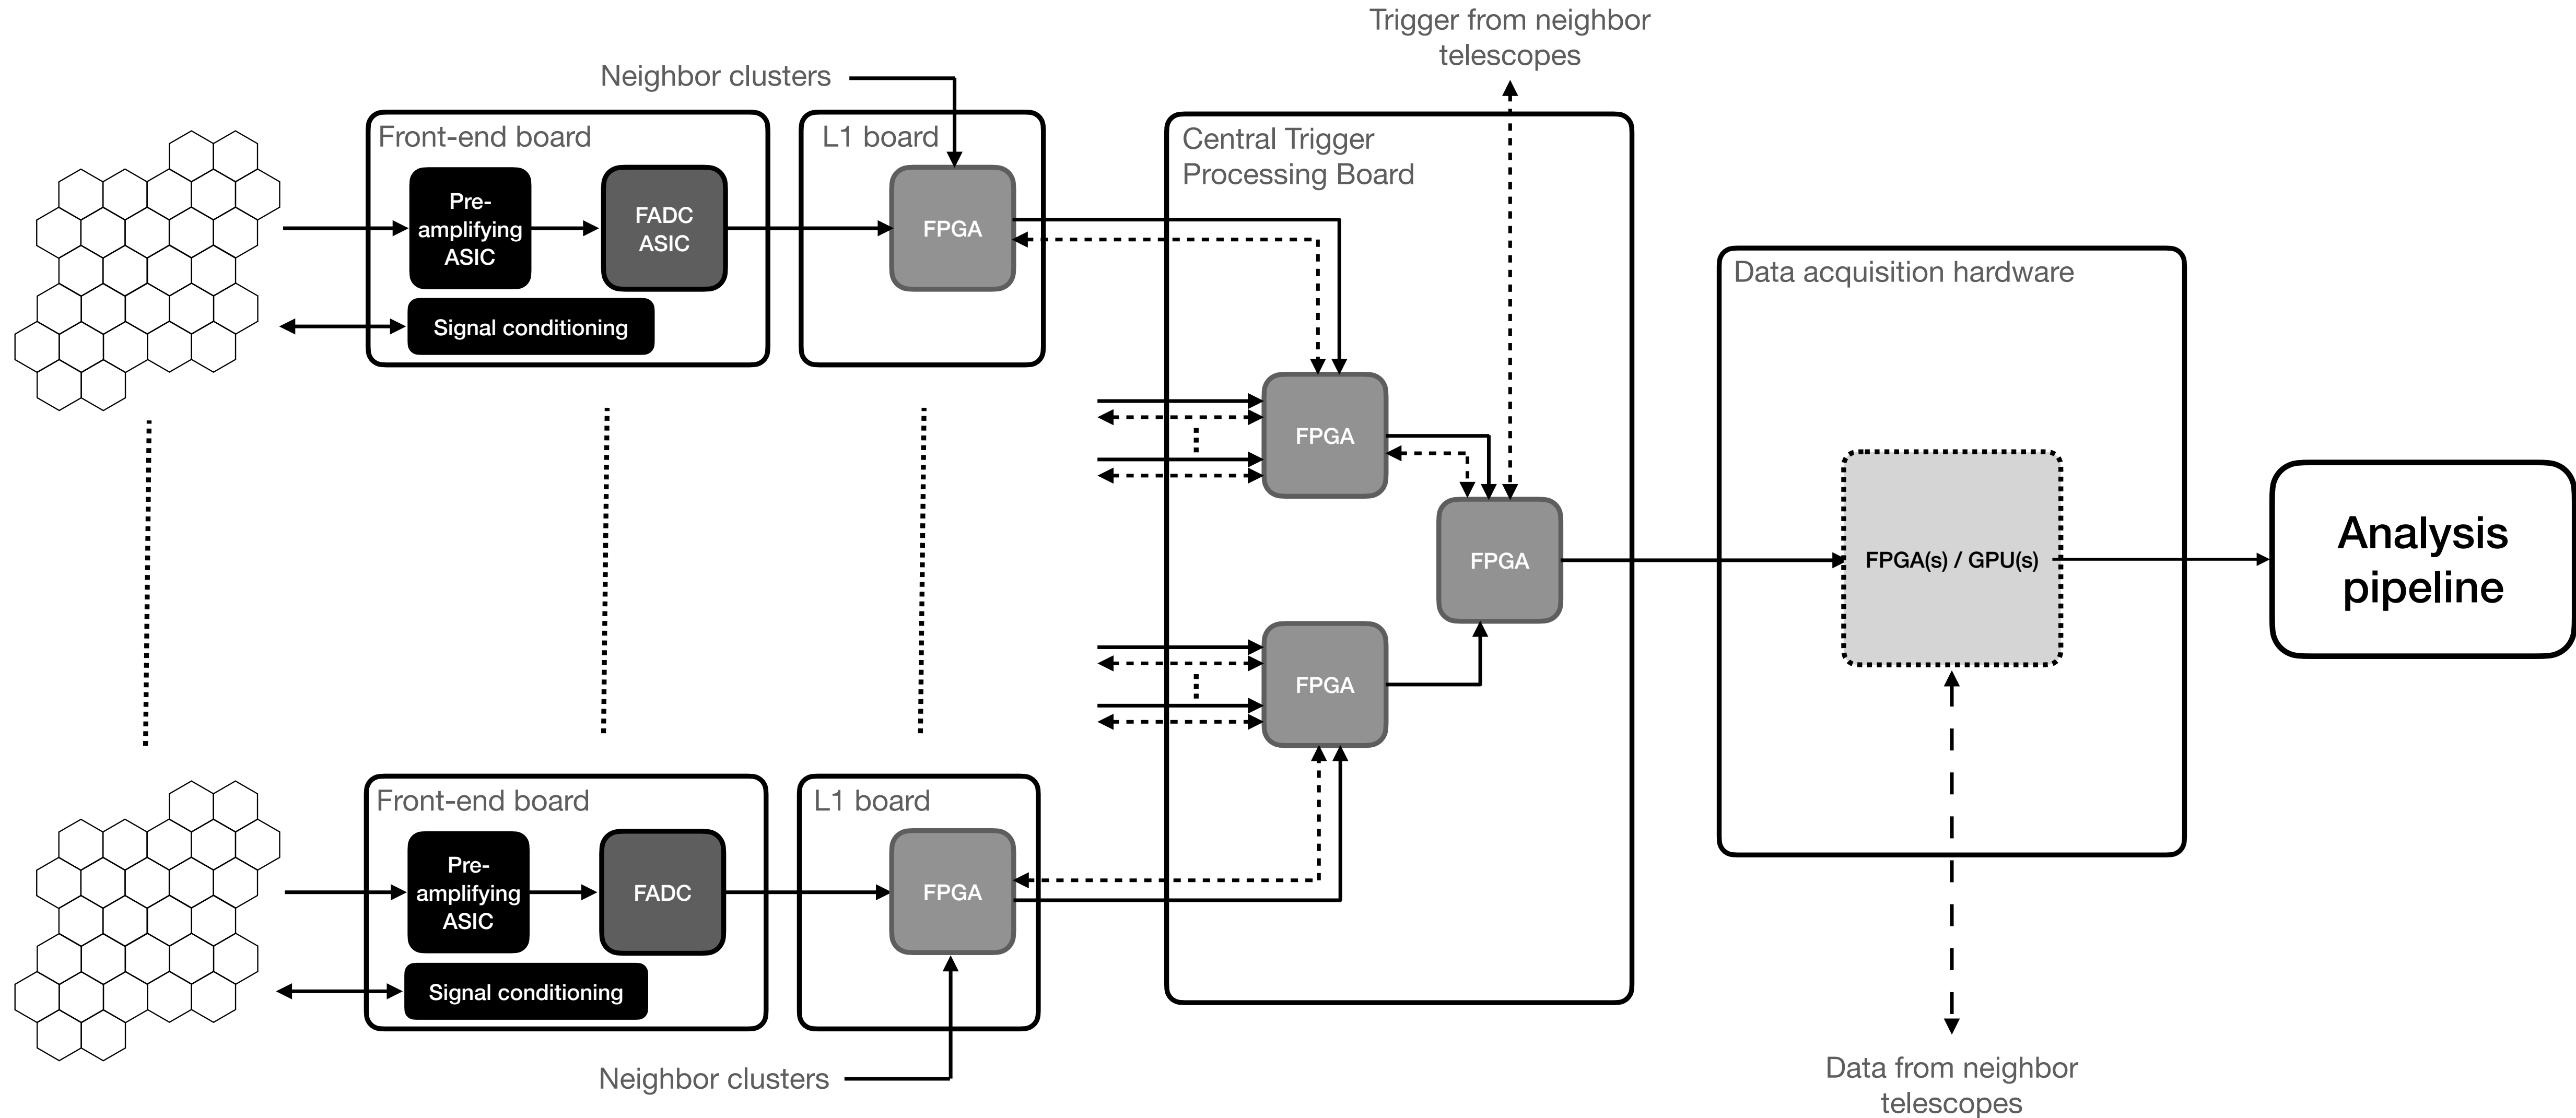 Trigger from neighbor
telescopes
Neighbor clusters
Front-end board
Pre-
amplifying
ASIC
FADC
ASIC
Signal conditioning
L1 board
FPGA
Central Trigger
Processing Board
FPGA
FPGA
FPGA
Data acquisition hardware
FPGA(s) / GPU(s)
Analysis
pipeline
Front-end board
Pre-
amplifying
ASIC
FADC
Signal conditioning
L1 board
FPGA
Neighbor clusters
Data from neighbor
telescopes